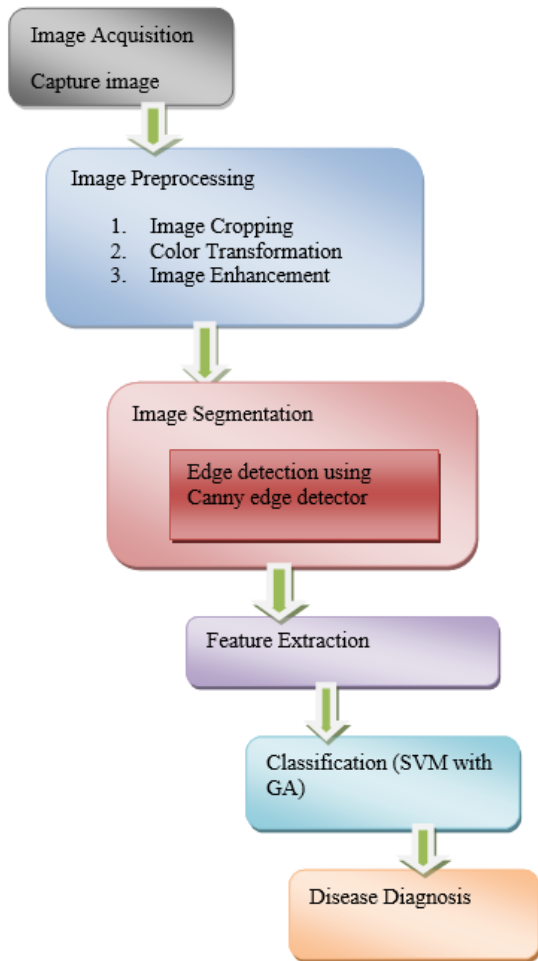 Image Acquisition
Capture image
Image Preprocessing
1. Image Cropping
2. Color Transformation
3. Image Enhancement
Image Segmentation
Edge detection using
Canny edge detector
Feature Extraction
Classification (SVM with
GA)
Disease Diagnosis